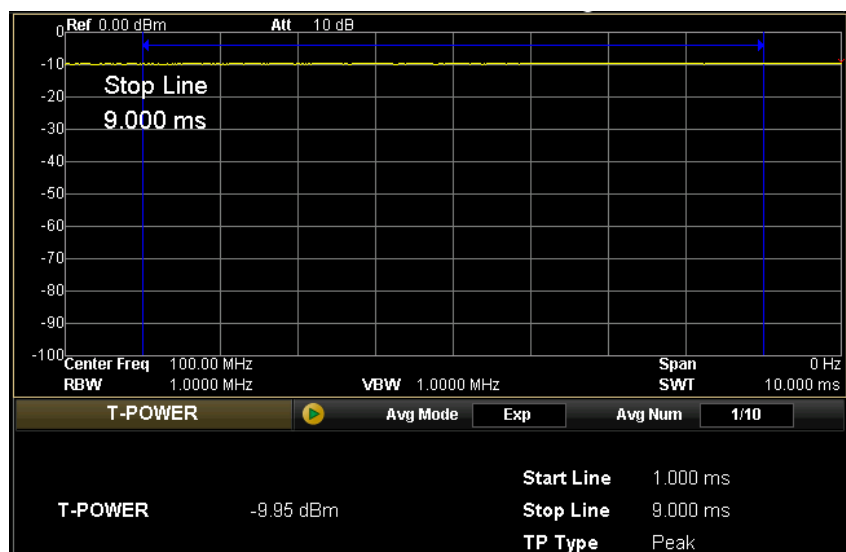 Ref 0.00 dBm Att 10 dB
0
-10
Stop Line
-20
9.000 ms
-30
-40
-50
-60
-70
-80
-90
-100
Center Freq 100.00 MHz Span 0 Hz
RBW 1.0000 MHz VBW 1.0000 MHz SWT 10.000 ms
T-POWER Avg Mode Exp Avg Num 1/10
Start Line 1.000 ms
T-POWER -9.95 dBm Stop Line 9.000 ms
TP Type Peak